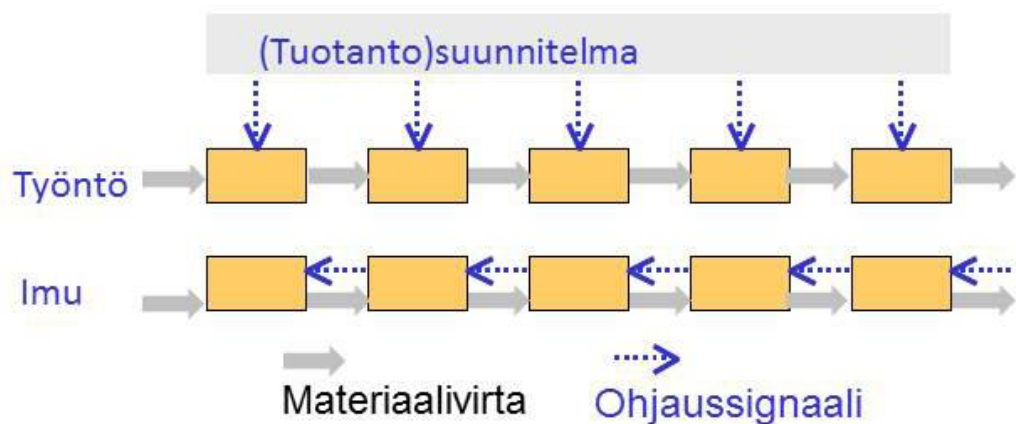 (Tuotanto)suunnitelma
Työntö
Imu
Materiaalivirta
Ohjaussignaali